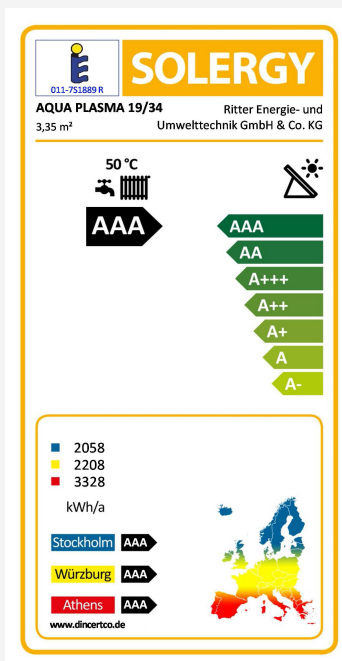 011-7S1889 R
SOLERGY
AQUA PLASMA 19/34
Ritter Energie- und
3,35 m²
Umwelttechnik GmbH & Co. KG
50 °C
AAA
AAA
AA
A+++
A++
A+
A
A-
2058
2208
3328
kWh/a
Stockholm AAA
Würzburg AAA
Athens AAA
www.dincertco.de